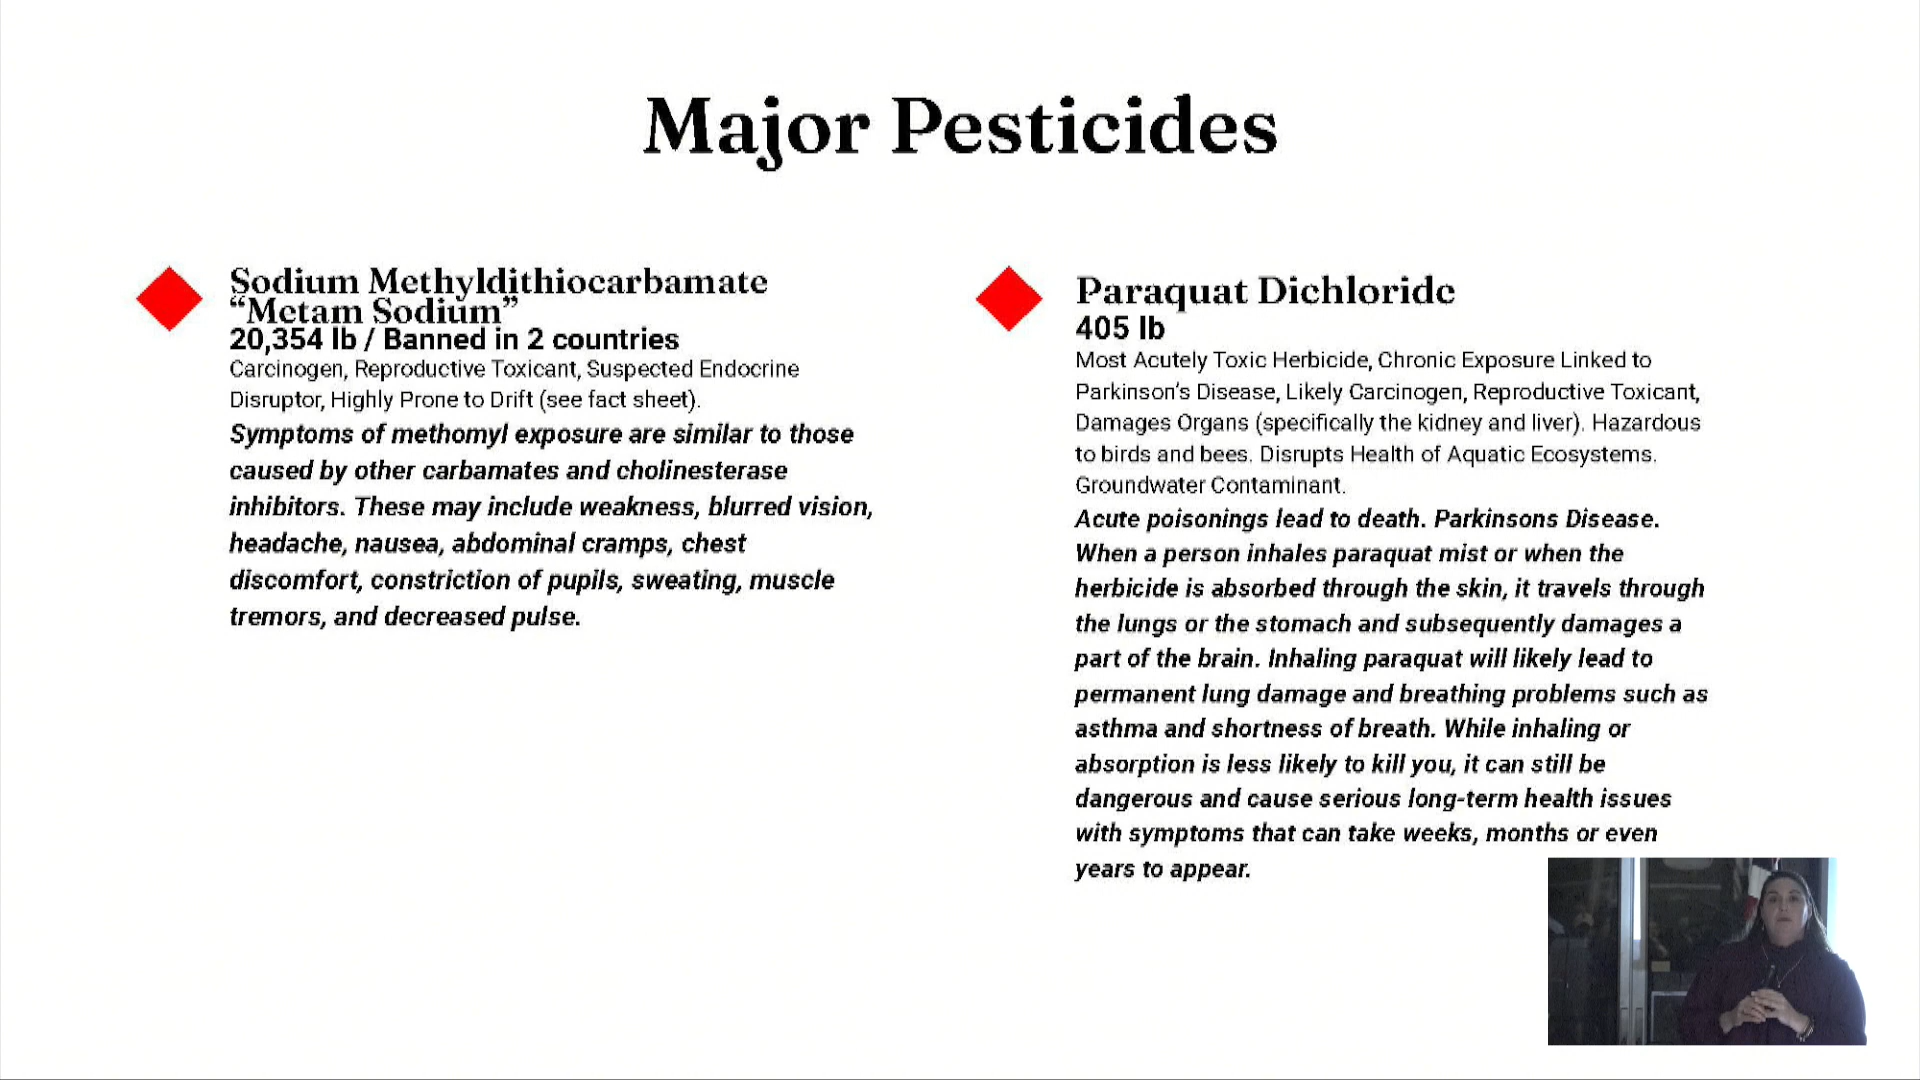 Major Pesticides
Sodium Methyldithiocarbamate
“Metam Sodium”
20,354 lb / Banned in 2 countries
Carcinogen, Reproductive Toxicant, Suspected Endocrine
Disruptor, Highly Prone to Drift (see fact sheet).
Symptoms of methomyl exposure are similar to those
caused by other carbamates and cholinesterase
inhibitors. These may include weakness, blurred vision,
headache, nausea, abdominal cramps, chest
discomfort, constriction of pupils, sweating, muscle
tremors, and decreased pulse.
Paraquat Dichloride
405 lb
Most Acutely Toxic Herbicide, Chronic Exposure Linked to
Parkinson's Disease, Likely Carcinogen, Reproductive Toxicant,
Damages Organs (specifically the kidney and liver). Hazardous
to birds and bees. Disrupts Health of Aquatic Ecosystems.
Groundwater Contaminant.
Acute poisonings lead to death. Parkinsons Disease.
When a person inhales paraquat mist or when the
herbicide is absorbed through the skin, it travels through
the lungs or the stomach and subsequently damages a
part of the brain. Inhaling paraquat will likely lead to
permanent lung damage and breathing problems such as
asthma and shortness of breath. While inhaling or
absorption is less likely to kill you, it can still be
dangerous and cause serious long-term health issues
with symptoms that can take weeks, months or even
years to appear.